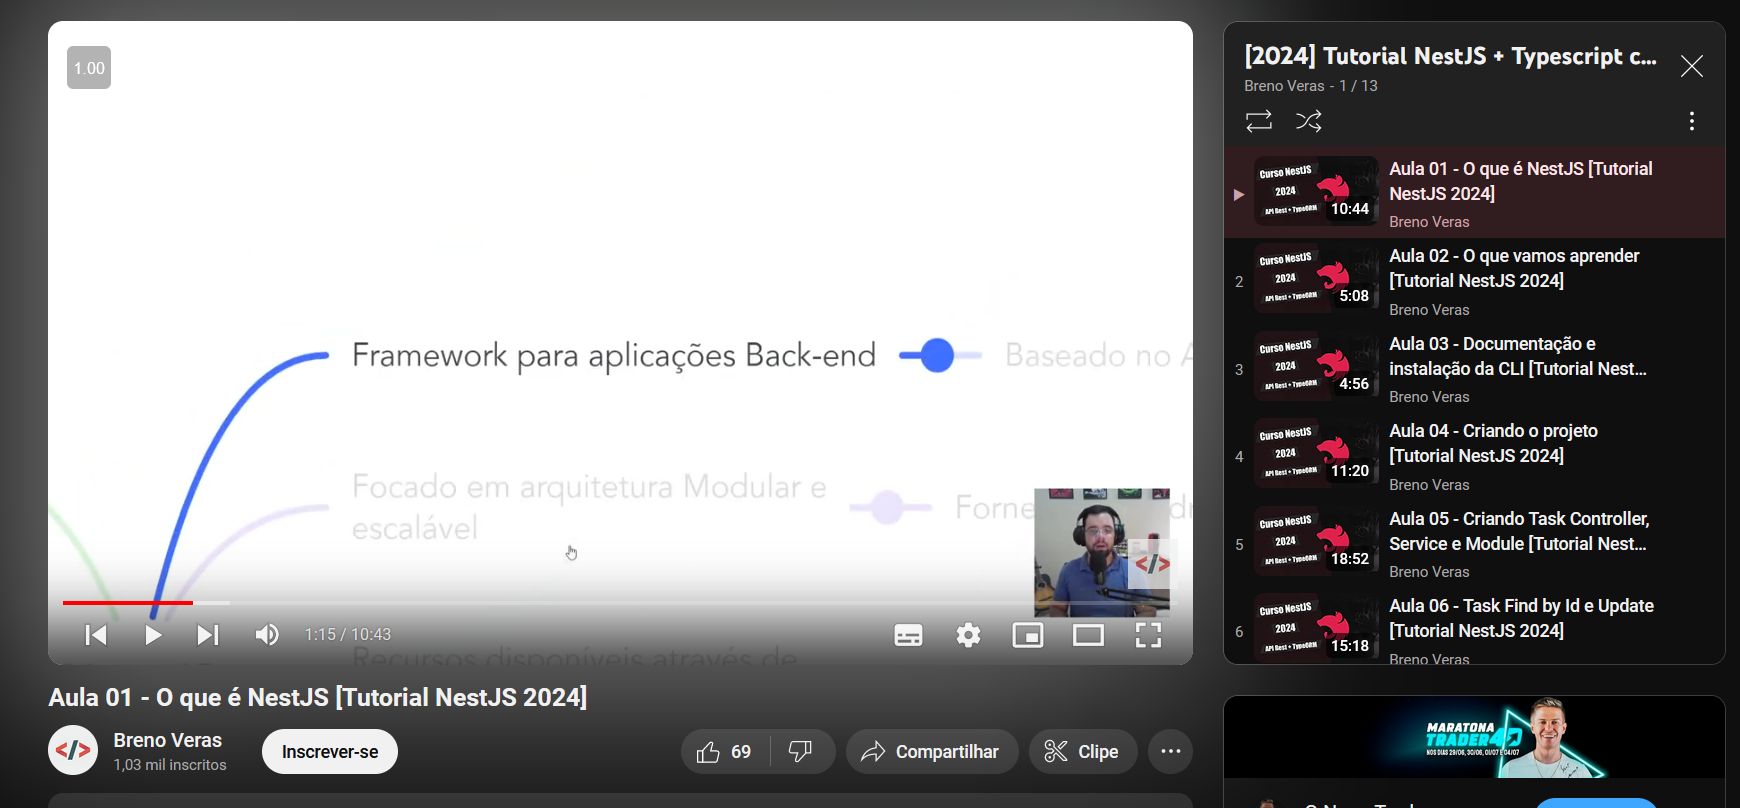 1.00
Framework para aplicações Back-end
Baseado no A
Focado em arquitetura Modular e
escalável
Forne
</>
1:15 / 10:43
Recursos disponíveis através de
Aula 01 - O que é NestJS [Tutorial NestJS 2024]
</>
Breno Veras
1,03 mil inscritos
Inscrever-se
69
Compartilhar
Clipe
[2024] Tutorial NestJS + Typescript c...
Breno Veras - 1 / 13
Curso NestJS
2024
API Rest + TypeORM
10:44
Aula 01 - O que é NestJS [Tutorial
NestJS 2024]
Breno Veras
2
Curso NestJS
2024
API Rest + TypeORM
5:08
Aula 02 - O que vamos aprender
[Tutorial NestJS 2024]
Breno Veras
3
Curso NestJS
2024
API Rest + TypeORM
4:56
Aula 03 - Documentação e
instalação da CLI [Tutorial Nest...
Breno Veras
4
Curso NestJS
2024
API Rest + TypeORM
11:20
Aula 04 - Criando o projeto
[Tutorial NestJS 2024]
Breno Veras
5
Curso NestJS
2024
API Rest + TypeORM
18:52
Aula 05 - Criando Task Controller,
Service e Module [Tutorial Nest...
Breno Veras
6
Curso NestJS
2024
API Rest + TypeORM
15:18
Aula 06 - Task Find by Id e Update
[Tutorial NestJS 2024]
Breno Veras
MARATONA
TRADER 4D
NOS DIAS 29/06, 30/06, 01/07 E 04/07